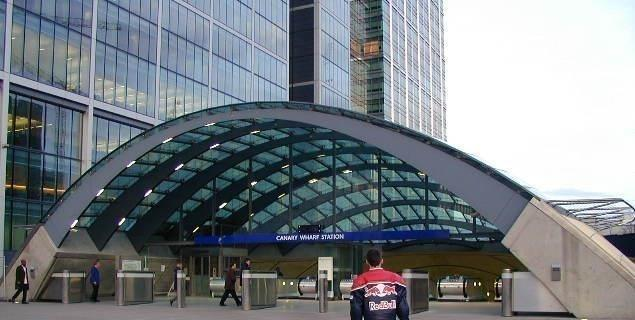 CANARY WHARF STATION
Red Bull